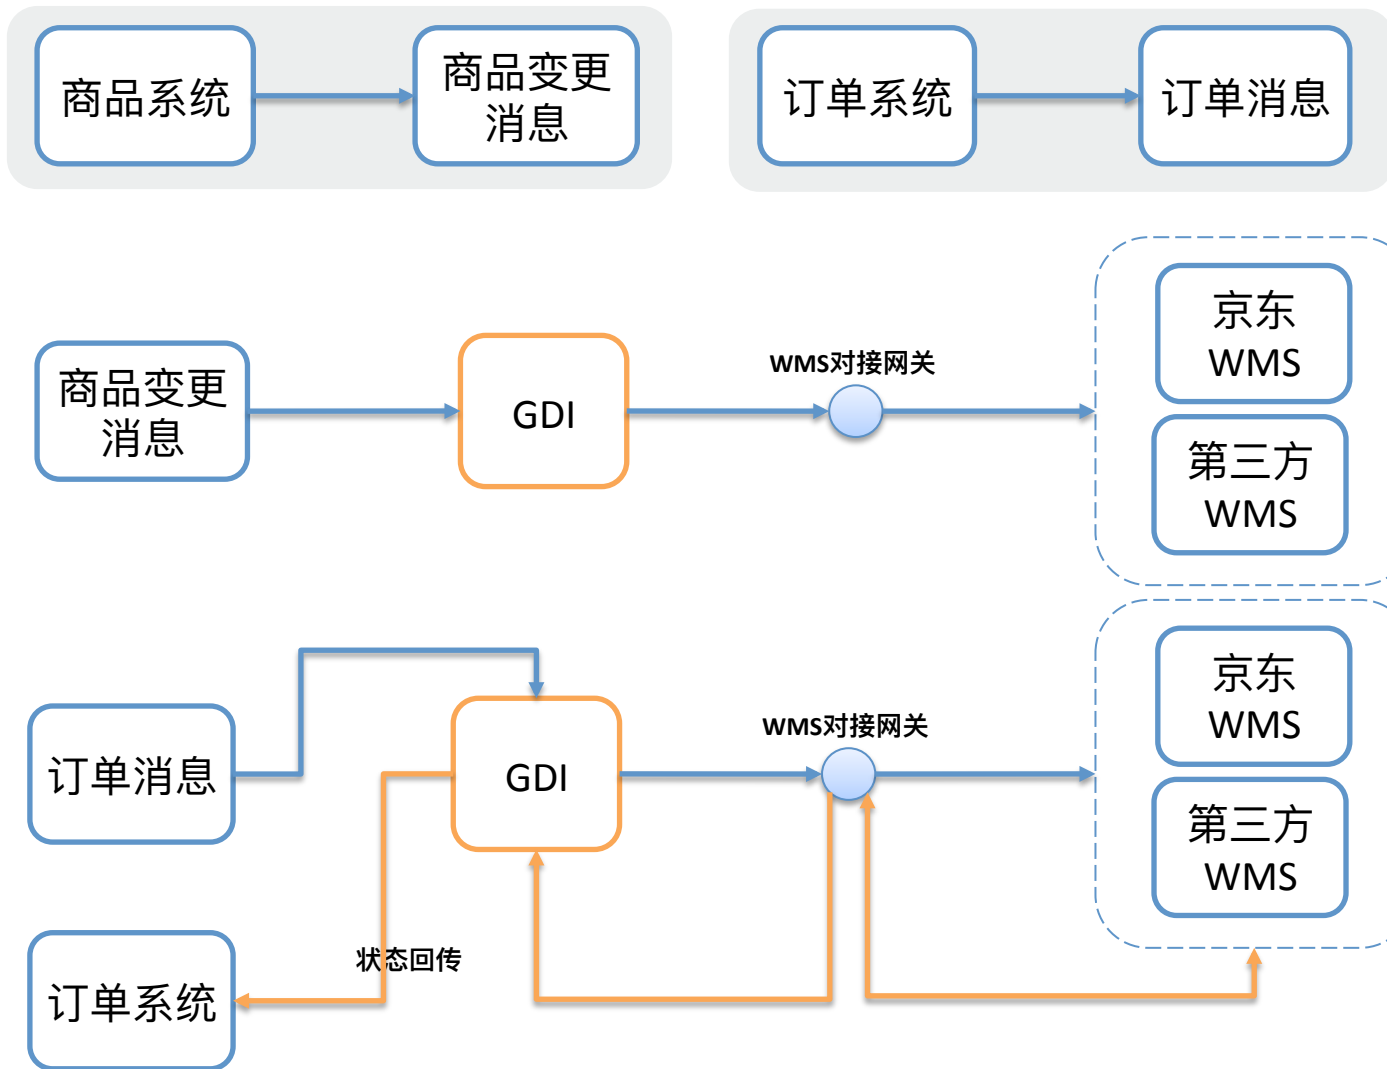 商品系统
商品变更
消息
订单系统
订单消息
京东
WMS
商品变更
消息
GDI
WMS对接网关
第三方
WMS
京东
WMS
订单消息
GDI
WMS对接网关
第三方
WMS
状态回传
订单系统